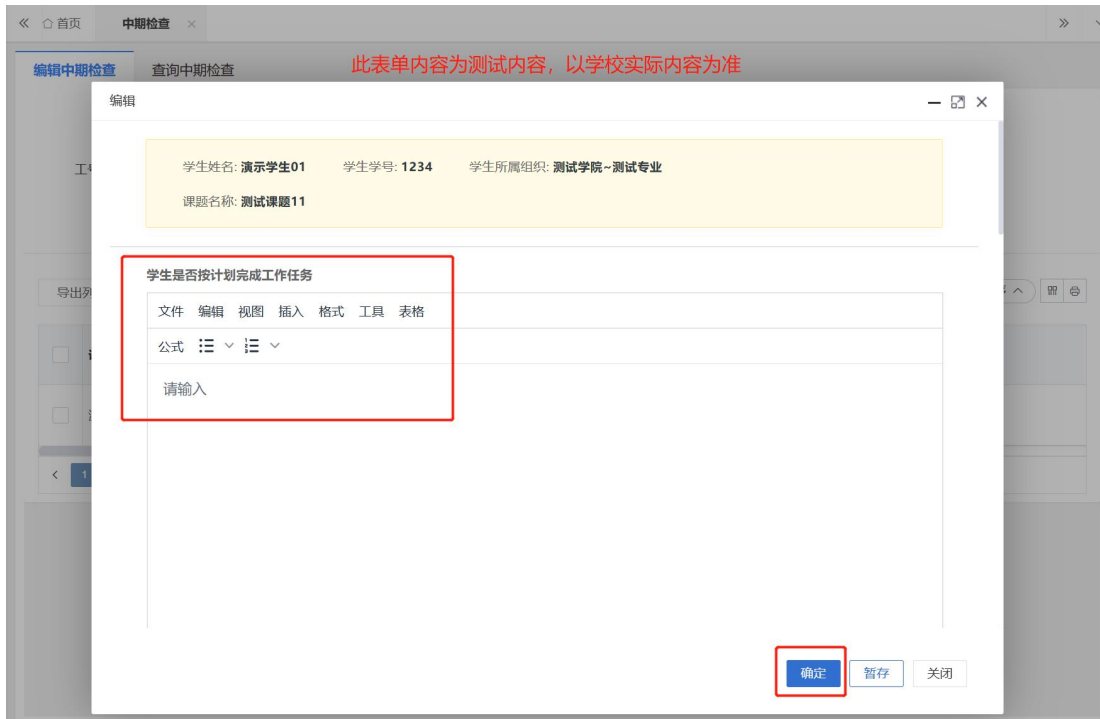 首页 中期检查
编辑中期检查 查询中期检查 此表单内容为测试内容，以学校实际内容为准
编辑
工号
学生姓名: 演示学生01 学生学号: 1234 学生所属组织: 测试学院~测试专业
课题名称: 测试课题11
学生是否按计划完成工作任务
导出列
文件 编辑 视图 插入 格式 工具 表格
公式
请输入
1
确定 暂存 关闭